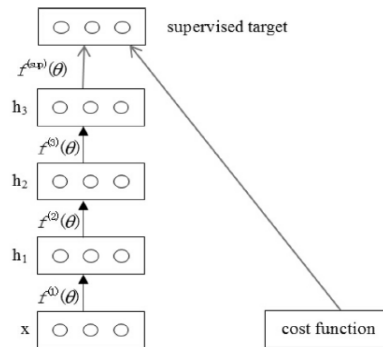 supervised target
f^(sup)(θ)
h₃
f^(3)(θ)
h₂
f^(2)(θ)
h₁
f^(1)(θ)
x
cost function